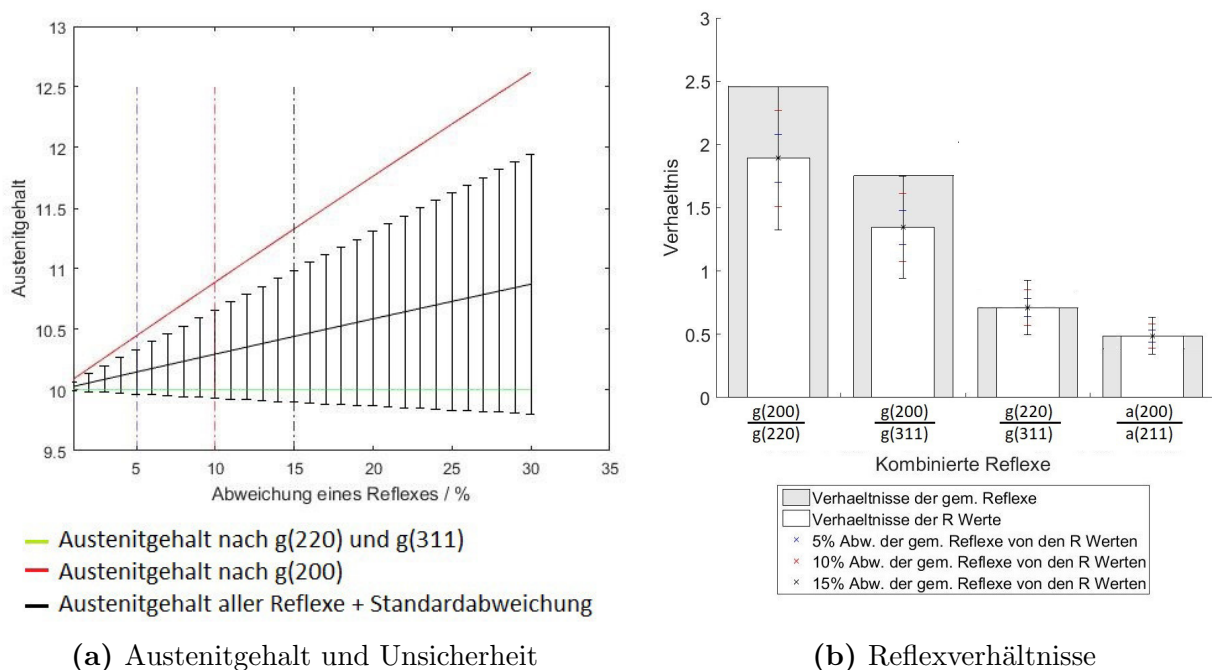 13
12.5
12
11.5
11
10.5
10
9.5
Austenitgehalt
5
10
15
20
25
30
35
Abweichung eines Reflexes / %
Austenitgehalt nach g(220) und g(311)
Austenitgehalt nach g(200)
Austenitgehalt aller Reflexe + Standardabweichung
(a) Austenitgehalt und Unsicherheit
3
2.5
2
1.5
1
0.5
0
Verhaeltnis
g(200)
g(220)
g(200)
g(311)
g(220)
g(311)
a(200)
a(211)
Kombinierte Reflexe
Verhaeltnisse der gem. Reflexe
Verhaeltnisse der R Werte
5% Abw. der gem. Reflexe von den R Werten
10% Abw. der gem. Reflexe von den R Werten
15% Abw. der gem. Reflexe von den R Werten
(b) Reflexverhältnisse